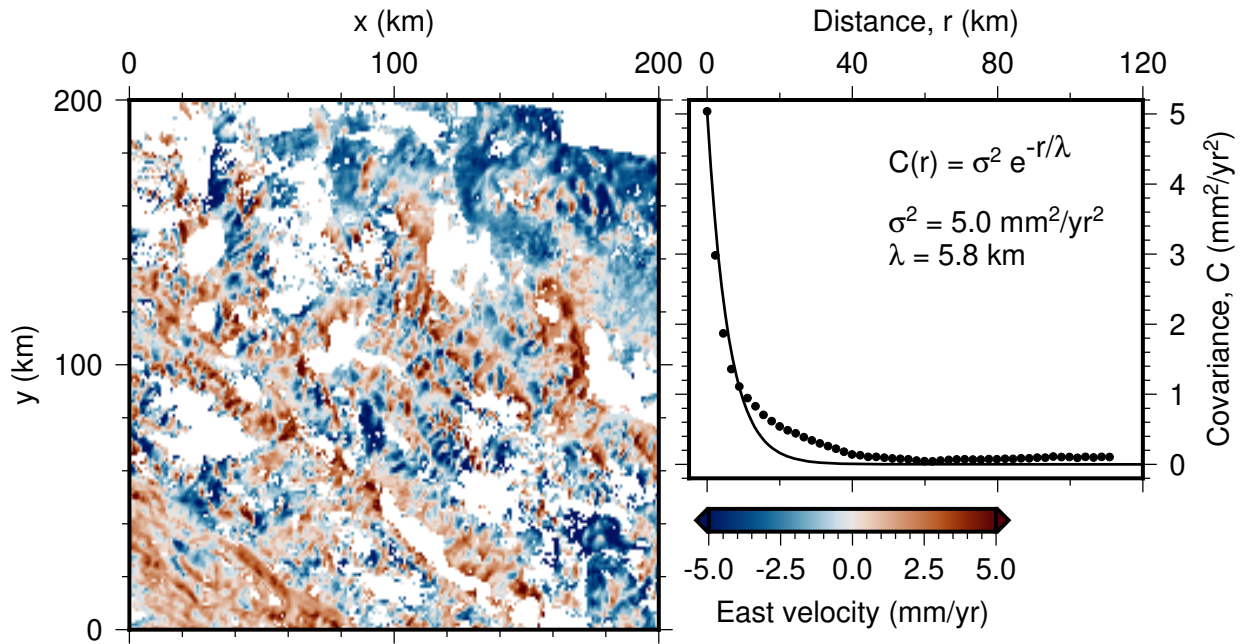 x (km)
0 100 200
200
100
0
y (km)
Distance, r (km)
0 40 80 120
C(r) = σ² e^-r/λ
σ² = 5.0 mm²/yr²
λ = 5.8 km
5
4
3
2
1
0
Covariance, C (mm²/yr²)
-5.0 -2.5 0.0 2.5 5.0
East velocity (mm/yr)